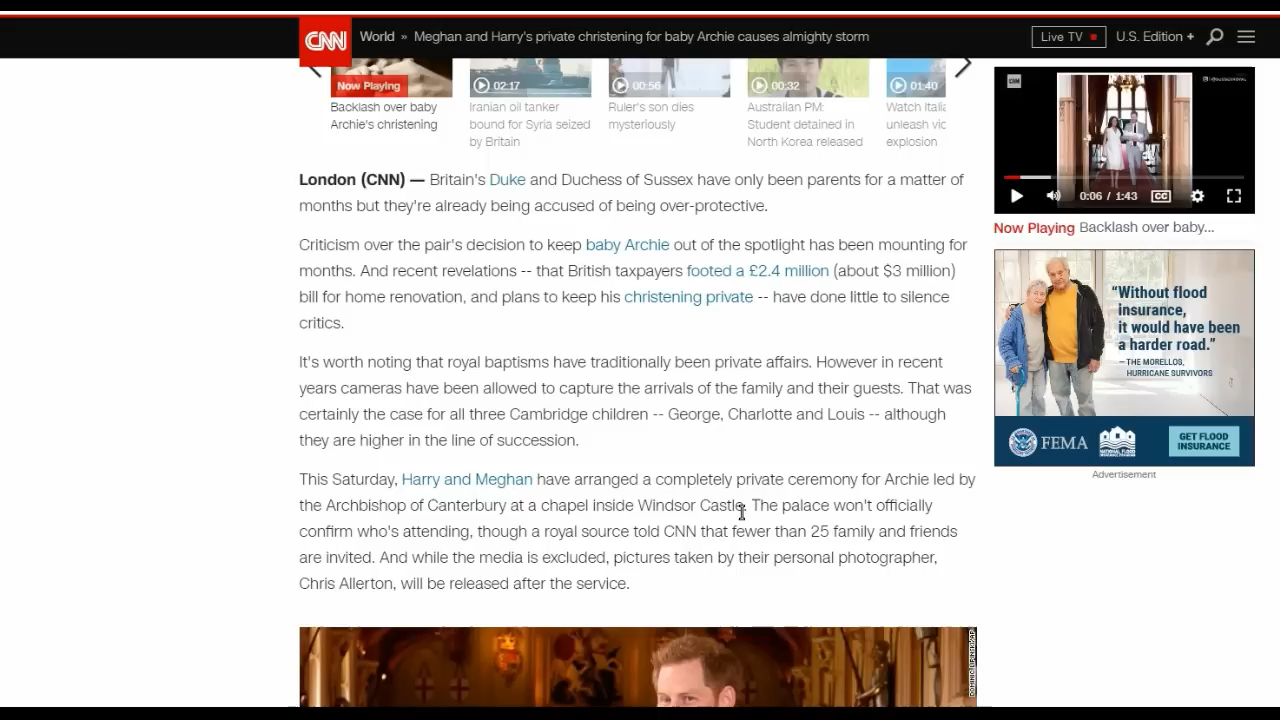 CNN
World » Meghan and Harry's private christening for baby Archie causes almighty storm
Live TV
U.S. Edition +
Now Playing
02:17
00:56
00:32
01:40
Backlash over baby
Archie's christening
Iranian oil tanker
bound for Syria seized
by Britain
Ruler's son dies
mysteriously
Australian PM:
Student detained in
North Korea released
Watch Italia
unleash vic
explosion
London (CNN) — Britain's Duke and Duchess of Sussex have only been parents for a matter of
months but they're already being accused of being over-protective.
Criticism over the pair's decision to keep baby Archie out of the spotlight has been mounting for
months. And recent revelations -- that British taxpayers footed a £2.4 million (about $3 million)
bill for home renovation, and plans to keep his christening private -- have done little to silence
critics.
It's worth noting that royal baptisms have traditionally been private affairs. However in recent
years cameras have been allowed to capture the arrivals of the family and their guests. That was
certainly the case for all three Cambridge children -- George, Charlotte and Louis -- although
they are higher in the line of succession.
This Saturday, Harry and Meghan have arranged a completely private ceremony for Archie led by
the Archbishop of Canterbury at a chapel inside Windsor Castle. The palace won't officially
confirm who's attending, though a royal source told CNN that fewer than 25 family and friends
are invited. And while the media is excluded, pictures taken by their personal photographer,
Chris Allerton, will be released after the service.
CNN
0:06 / 1:43
CC
Now Playing Backlash over baby...
“Without flood
insurance,
it would have been
a harder road.”
— THE MORELLOS,
HURRICANE SURVIVORS
FEMA
GET FLOOD
INSURANCE
Advertisement